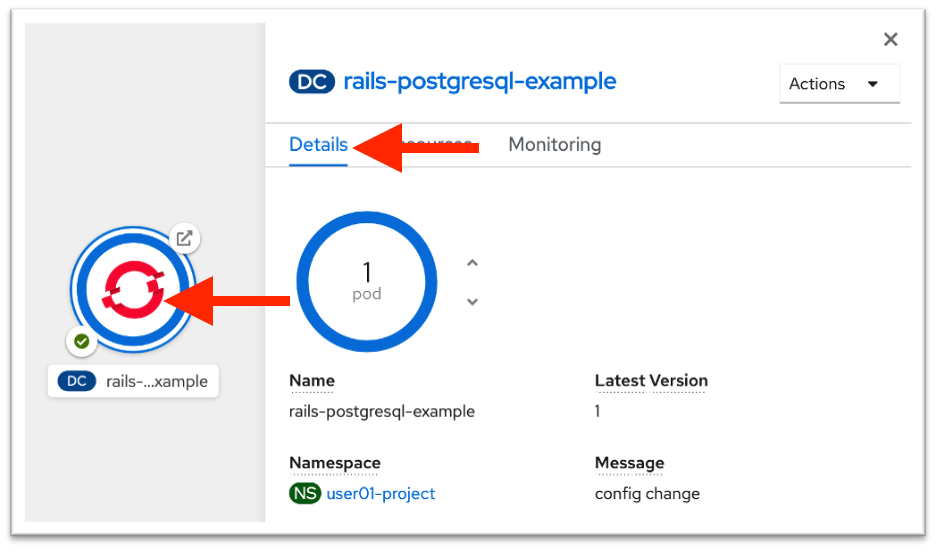 DC rails-postgresql-example
Actions
Details Monitoring
1
pod
DC rails-...xample
Name
rails-postgresql-example
Latest Version
1
Namespace
NS user01-project
Message
config change